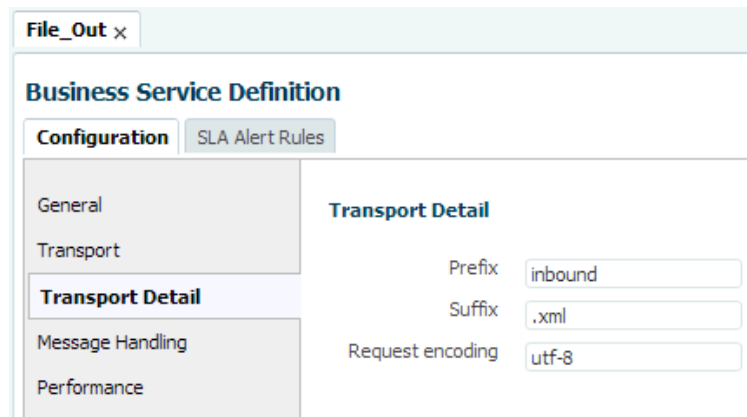 File_Out ×
Business Service Definition
Configuration SLA Alert Rules
General
Transport
Transport Detail
Message Handling
Performance
Transport Detail
Prefix inbound
Suffix .xml
Request encoding utf-8